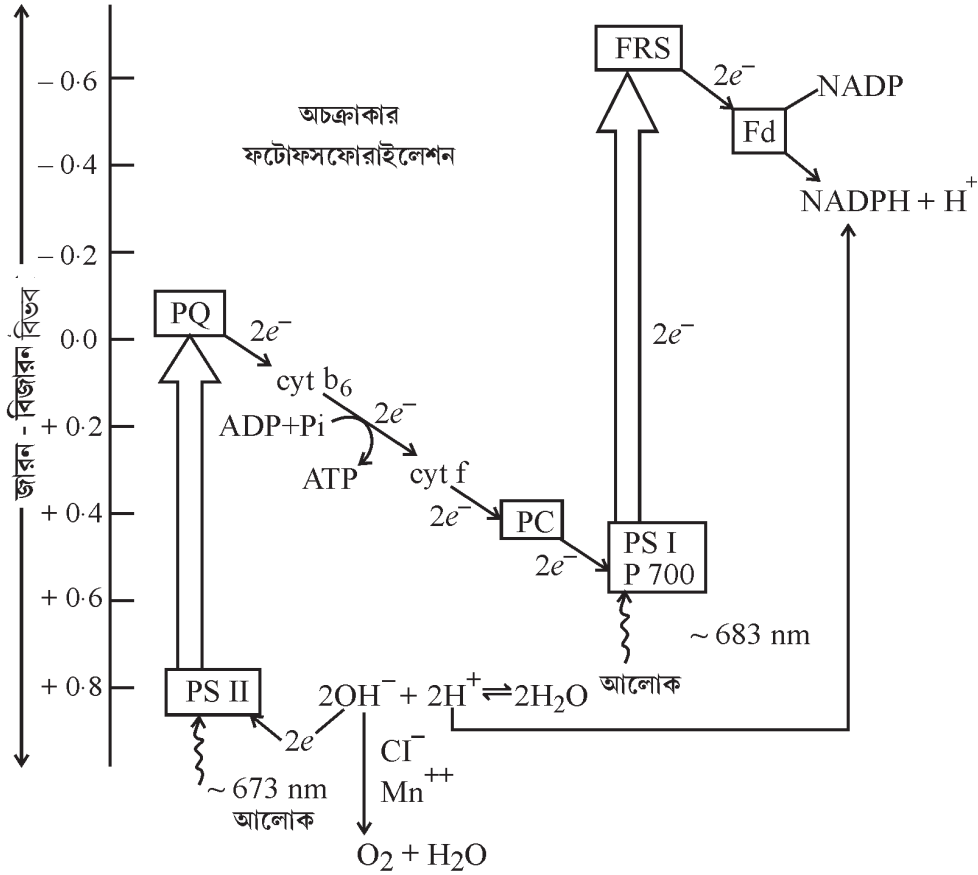 FRS
– 0·6
2e⁻
NADP
অচক্রাকার
ফটোফসফোরাইলেশন
Fd
– 0·4
NADPH + H⁺
– 0·2
PQ
2e⁻
0·0
2e⁻
cyt b₆
জারন - বিজারন বিভব
+ 0·2
ADP+Pi
2e⁻
ATP
cyt f
+ 0·4
2e⁻
PC
PS I
P 700
2e⁻
+ 0·6
~ 683 nm
আলোক
+ 0·8
PS II
2OH⁻ + 2H⁺ ⇌ 2H₂O
2e
Cl⁻
~ 673 nm
Mn⁺⁺
আলোক
O₂ + H₂O